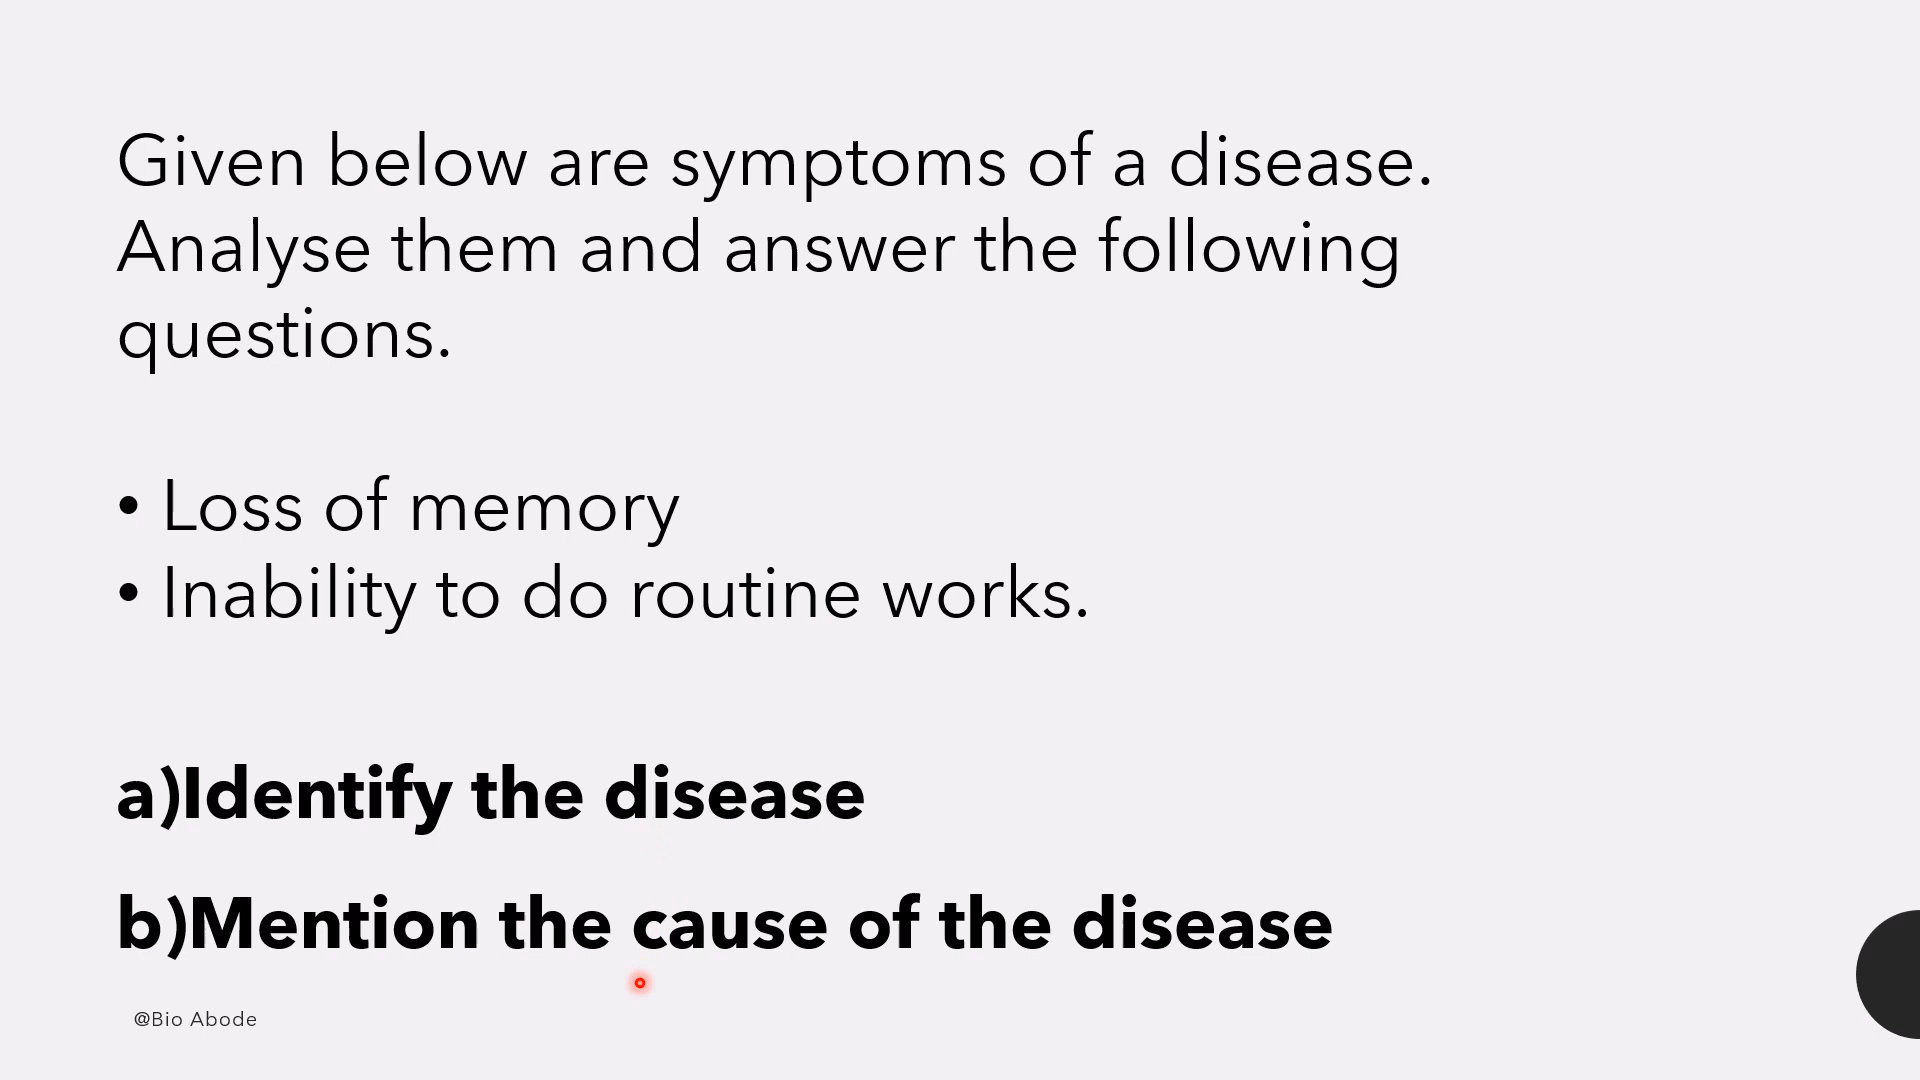 Given below are symptoms of a disease.
Analyse them and answer the following
questions.
• Loss of memory
• Inability to do routine works.
a)Identify the disease
b)Mention the cause of the disease
@Bio Abode